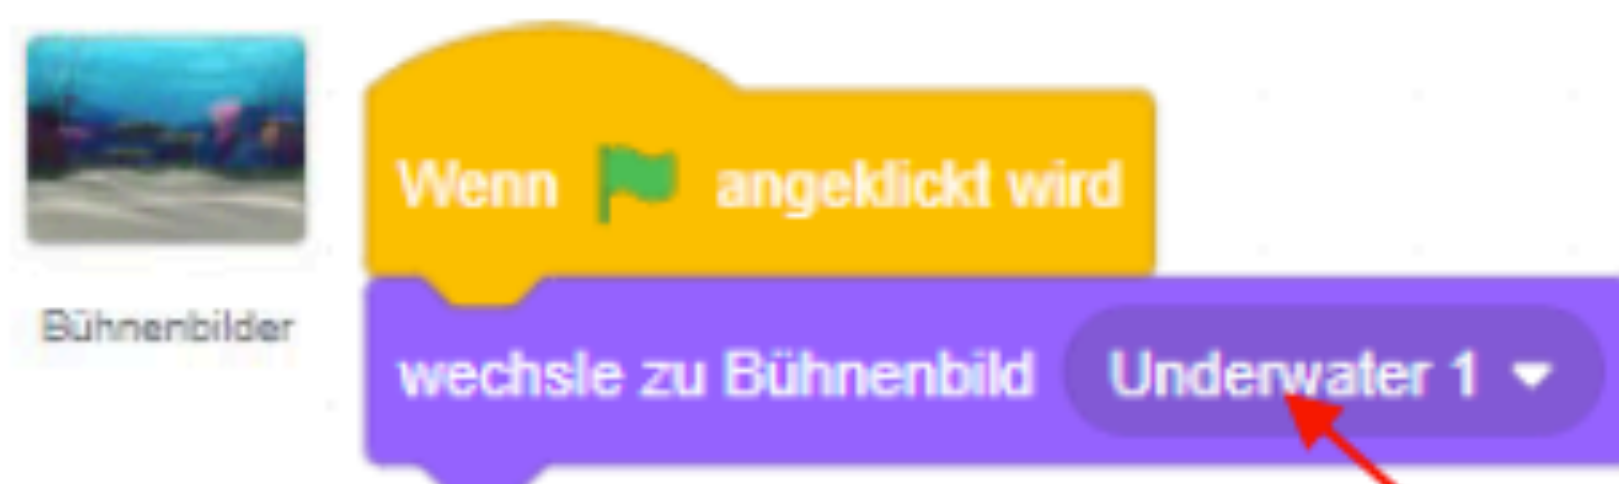 Wenn angeklickt wird
Bühnenbilder
wechsle zu Bühnenbild Underwater 1